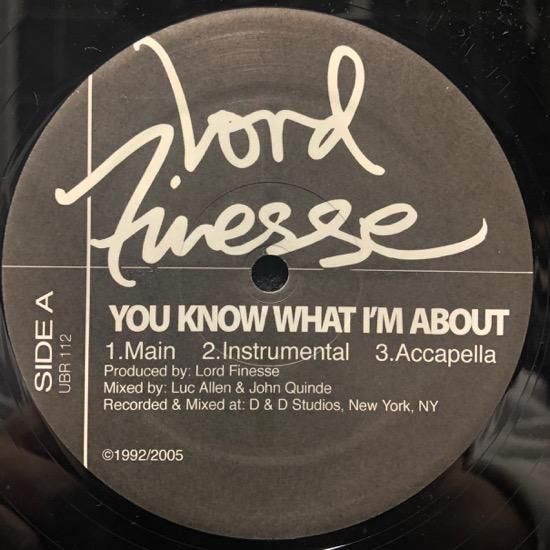 Lord
Finesse
YOU KNOW WHAT I'M ABOUT
1.Main 2.Instrumental 3.Accapella
Produced by: Lord Finesse
Mixed by: Luc Allen & John Quinde
Recorded & Mixed at: D & D Studios, New York, NY
©1992/2005
SIDE A
UBR 112